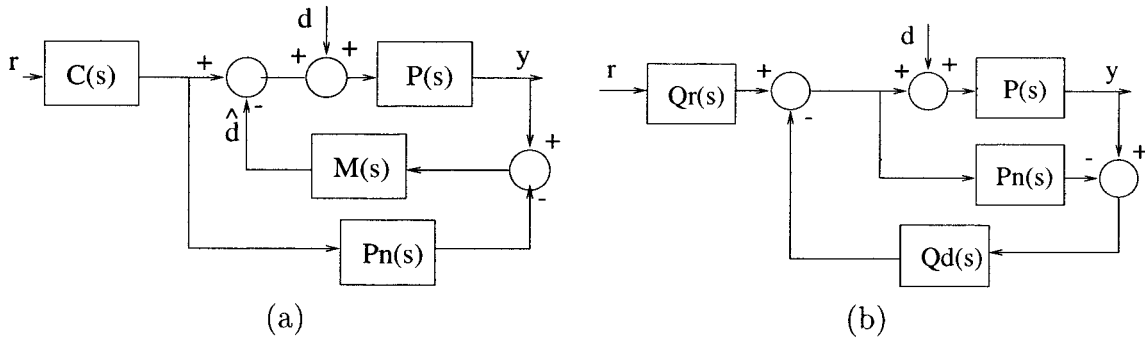 d
+
+
r
C(s)
+
-
P(s)
y
d̂
M(s)
+
-
Pn(s)
(a)
d
+
+
r
Qr(s)
+
-
P(s)
y
Pn(s)
-
+
Qd(s)
(b)